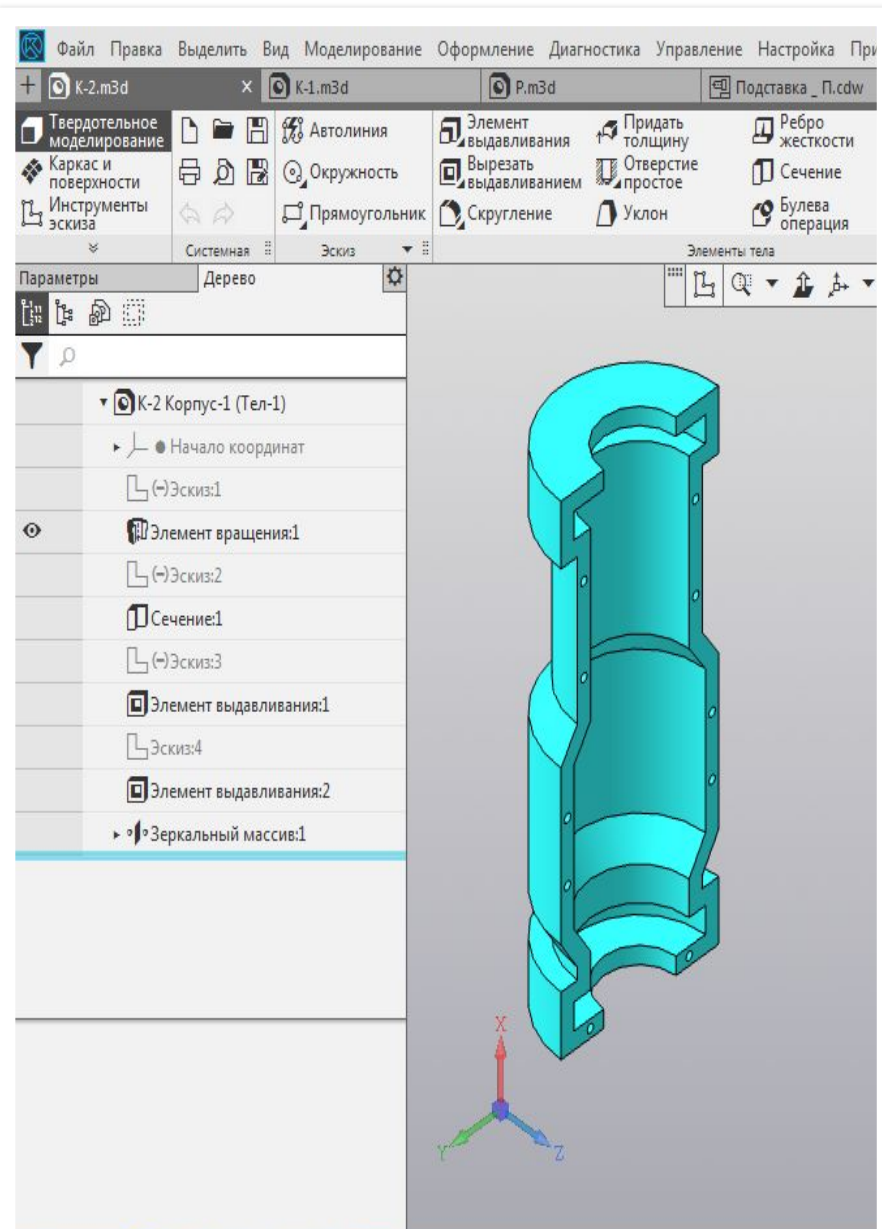 Файл Правка Выделить Вид Моделирование Оформление Диагностика Управление Настройка При
+ K-2.m3d × K-1.m3d P.m3d Подставка _ П.cdw
Твердотельное
моделирование
Каркас и
поверхности
Инструменты
эскиза
Системная
Автолиния
Окружность
Прямоугольник
Эскиз
Элемент
выдавливания
Вырезать
выдавливанием
Скругление
Придать
толщину
Отверстие
простое
Уклон
Ребро
жесткости
Сечение
Булева
операция
Элементы тела
Параметры Дерево
К-2 Корпус-1 (Тел-1)
Начало координат
(-)Эскиз:1
Элемент вращения:1
(-)Эскиз:2
Сечение:1
(-)Эскиз:3
Элемент выдавливания:1
Эскиз:4
Элемент выдавливания:2
Зеркальный массив:1
X
Y
Z